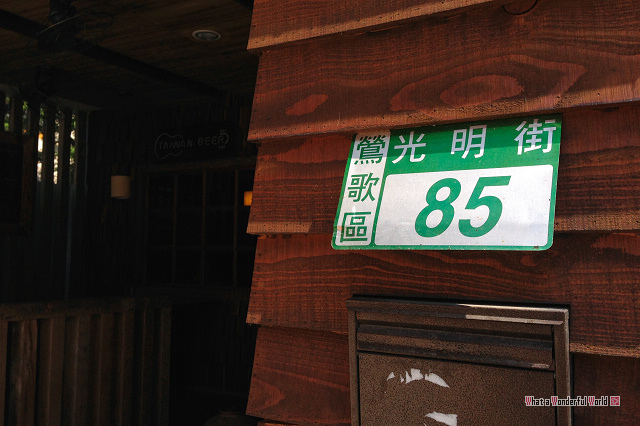 TAIWAN BEER
鶯歌區
光明街
85
What a Wonderful World